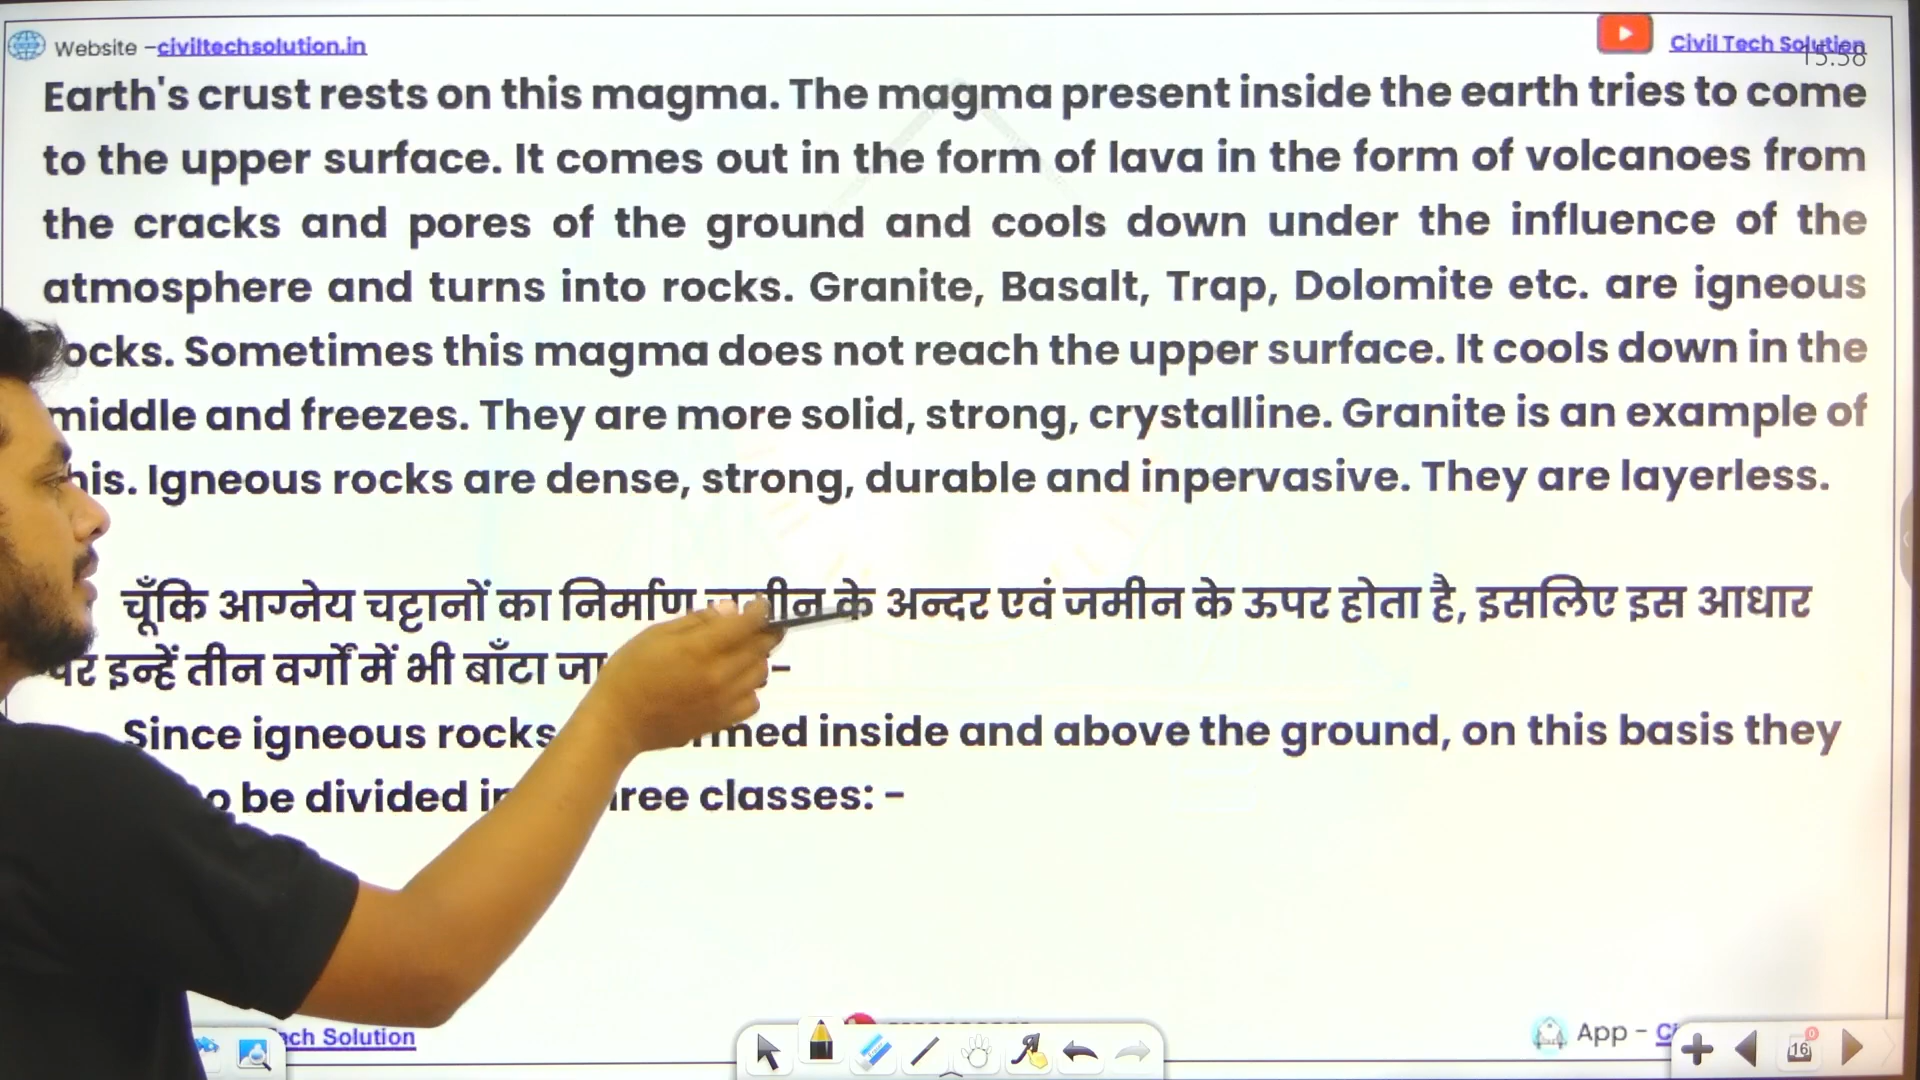 Website -civiltechsolution.in
Civil Tech Solution
15:58
Earth's crust rests on this magma. The magma present inside the earth tries to come
to the upper surface. It comes out in the form of lava in the form of volcanoes from
the cracks and pores of the ground and cools down under the influence of the
atmosphere and turns into rocks. Granite, Basalt, Trap, Dolomite etc. are igneous
ocks. Sometimes this magma does not reach the upper surface. It cools down in the
middle and freezes. They are more solid, strong, crystalline. Granite is an example of
his. Igneous rocks are dense, strong, durable and inpervasive. They are layerless.
चूँकि आग्नेय चट्टानों का निर्माण जमीन के अन्दर एवं जमीन के ऊपर होता है, इसलिए इस आधार
पर इन्हें तीन वर्गों में भी बाँटा जा -
Since igneous rocks rmed inside and above the ground, on this basis they
o be divided in ree classes: -
ch Solution
App - Ci
16